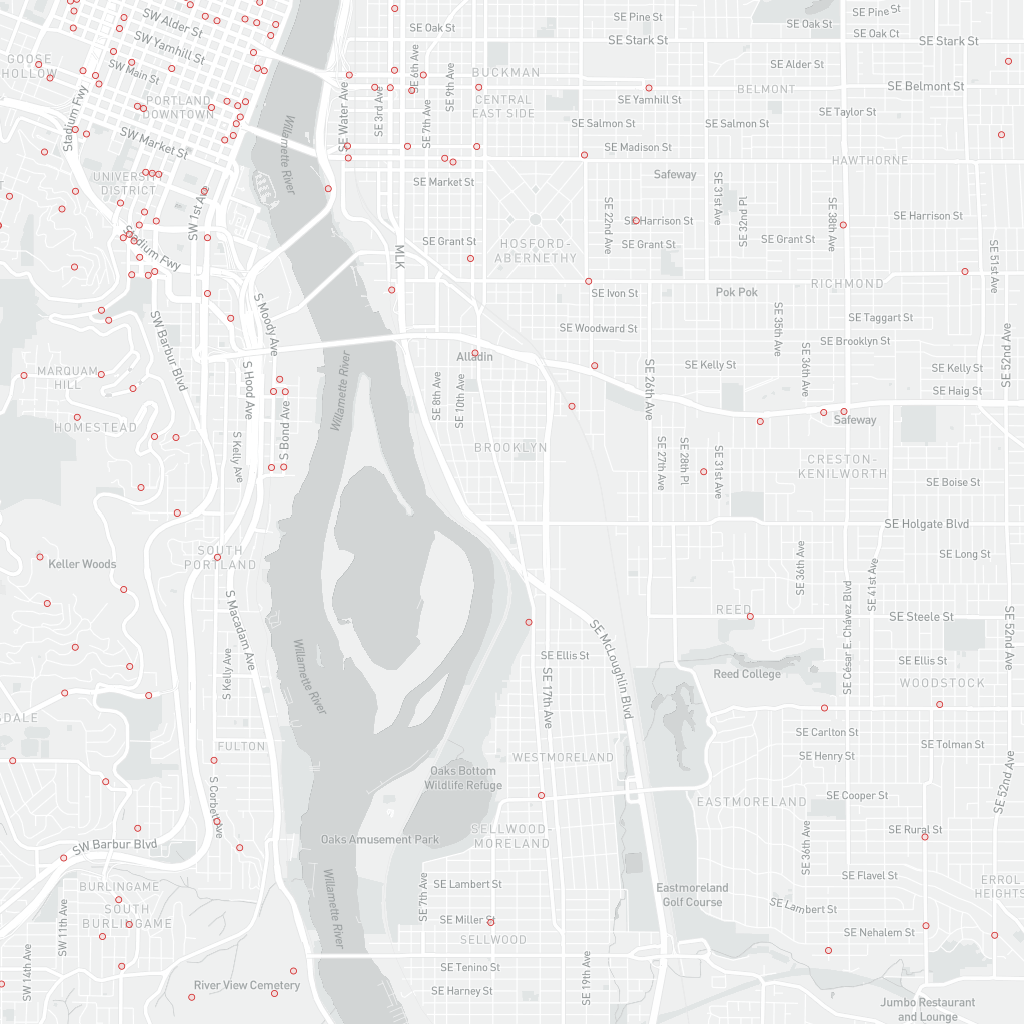 SW Alder St
SE Oak St
SE Pine St
SE Stark St
SE Pine St
SE Oak Ct
SE Stark St
SW Yamhill St
SE 6th Ave
GOOSE
HOLLOW
SW Main St
BUCKMAN
SE 9th Ave
SE Alder St
BELMONT
SE Belmont St
Stadium Fwy
PORTLAND
DOWNTOWN
SE Water Ave
SE 3rd Ave
SE 7th Ave
CENTRAL
EAST SIDE
SE Yamhill St
SE Taylor St
SW Market St
Willamette River
SE Salmon St
SE Salmon St
SE Madison St
HAWTHORNE
UNIVERSITY
DISTRICT
SW 1st Ave
SE Market St
Safeway
SE 31st Ave
SE 32nd Pl
SE 22nd Ave
SE 38th Ave
SE Harrison St
SE Harrison St
Stadium Fwy
MLK
SE Grant St
HOSFORD-
ABERNETHY
SE Grant St
SE Grant St
SE 51st Ave
SE Ivon St
Pok Pok
RICHMOND
S Moody Ave
SW Barbur Blvd
SE Woodward St
SE 35th Ave
SE Taggart St
SE Brooklyn St
SE 52nd Ave
Alladin
SE Kelly St
SE Kelly St
SE Haig St
MARQUAM
HILL
S Hood Ave
Willamette River
SE 8th Ave
SE 10th Ave
SE 26th Ave
SE 36th Ave
HOMESTEAD
S Kelly Ave
S Bond Ave
BROOKLYN
SE 27th Ave
SE 28th Pl
SE 31st Ave
Safeway
CRESTON-
KENILWORTH
SE Boise St
SE Holgate Blvd
SOUTH
PORTLAND
Keller Woods
SE Long St
SE 36th Ave
SE 41st Ave
S Macadam Ave
SE César E. Chávez Blvd
REED
SE Steele St
SE 52nd Ave
S Kelly Ave
Willamette River
SE McLoughlin Blvd
SE Ellis St
SE 17th Ave
SE Ellis St
Reed College
WOODSTOCK
SE Carlton St
SE Tolman St
SE Henry St
FULTON
WESTMORELAND
Oaks Bottom
Wildlife Refuge
S Corbett Ave
SE Cooper St
EASTMORELAND
SE 52nd Ave
SW Barbur Blvd
Oaks Amusement Park
SELLWOOD-
MORELAND
SE 36th Ave
SE Rural St
BURLINGAME
SOUTH
BURLINGAME
Willamette River
SE 7th Ave
SE Lambert St
Eastmoreland
Golf Course
SE Flavel St
SE Lambert St
ERROL
HEIGHTS
SW 11th Ave
SE Miller St
SE Nehalem St
SELLWOOD
SW 14th Ave
River View Cemetery
SE Tenino St
SE 19th Ave
SE Harney St
Jumbo Restaurant
and Lounge